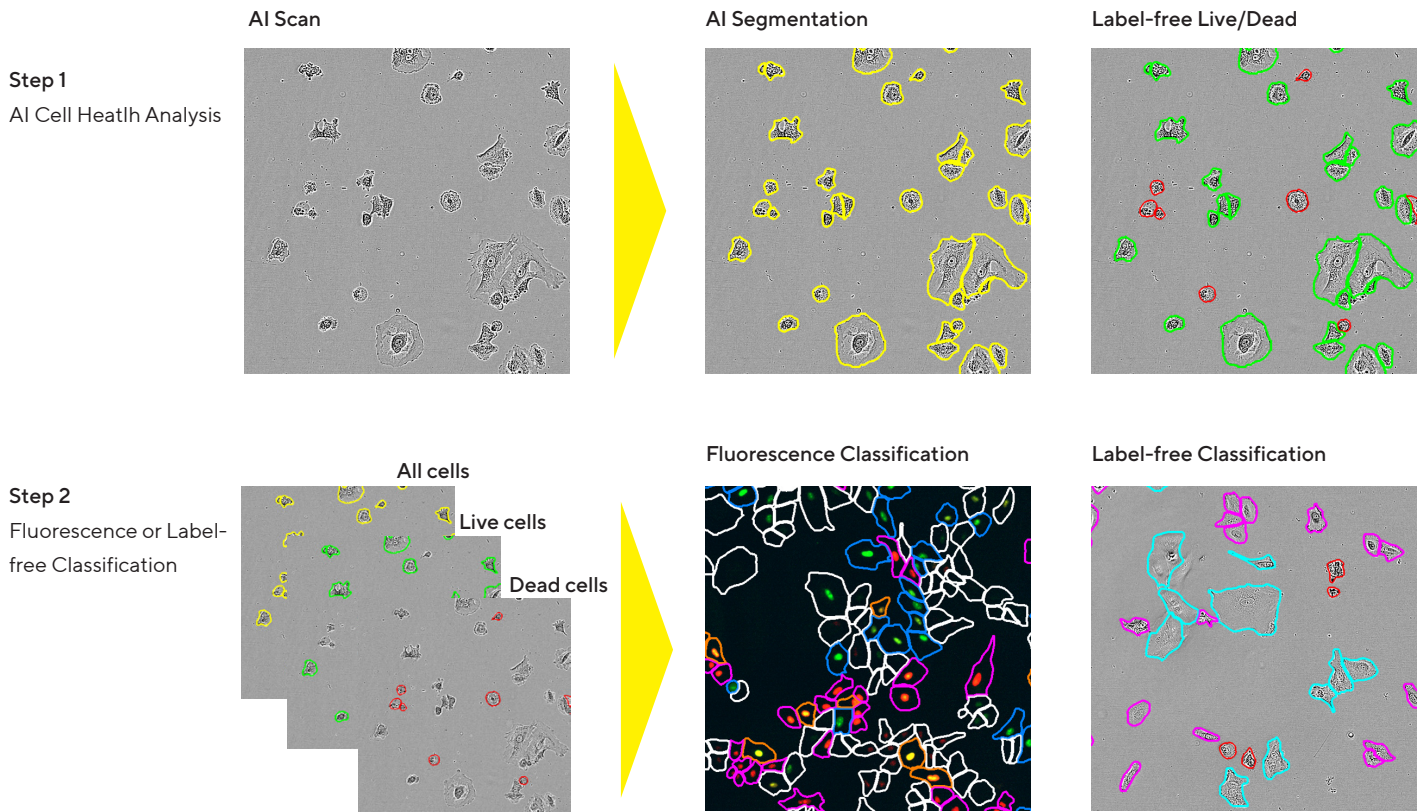 AI Scan
AI Segmentation
Label-free Live/Dead
Step 1
AI Cell Heatlh Analysis
All cells
Live cells
Dead cells
Fluorescence Classification
Label-free Classification
Step 2
Fluorescence or Label-
free Classification